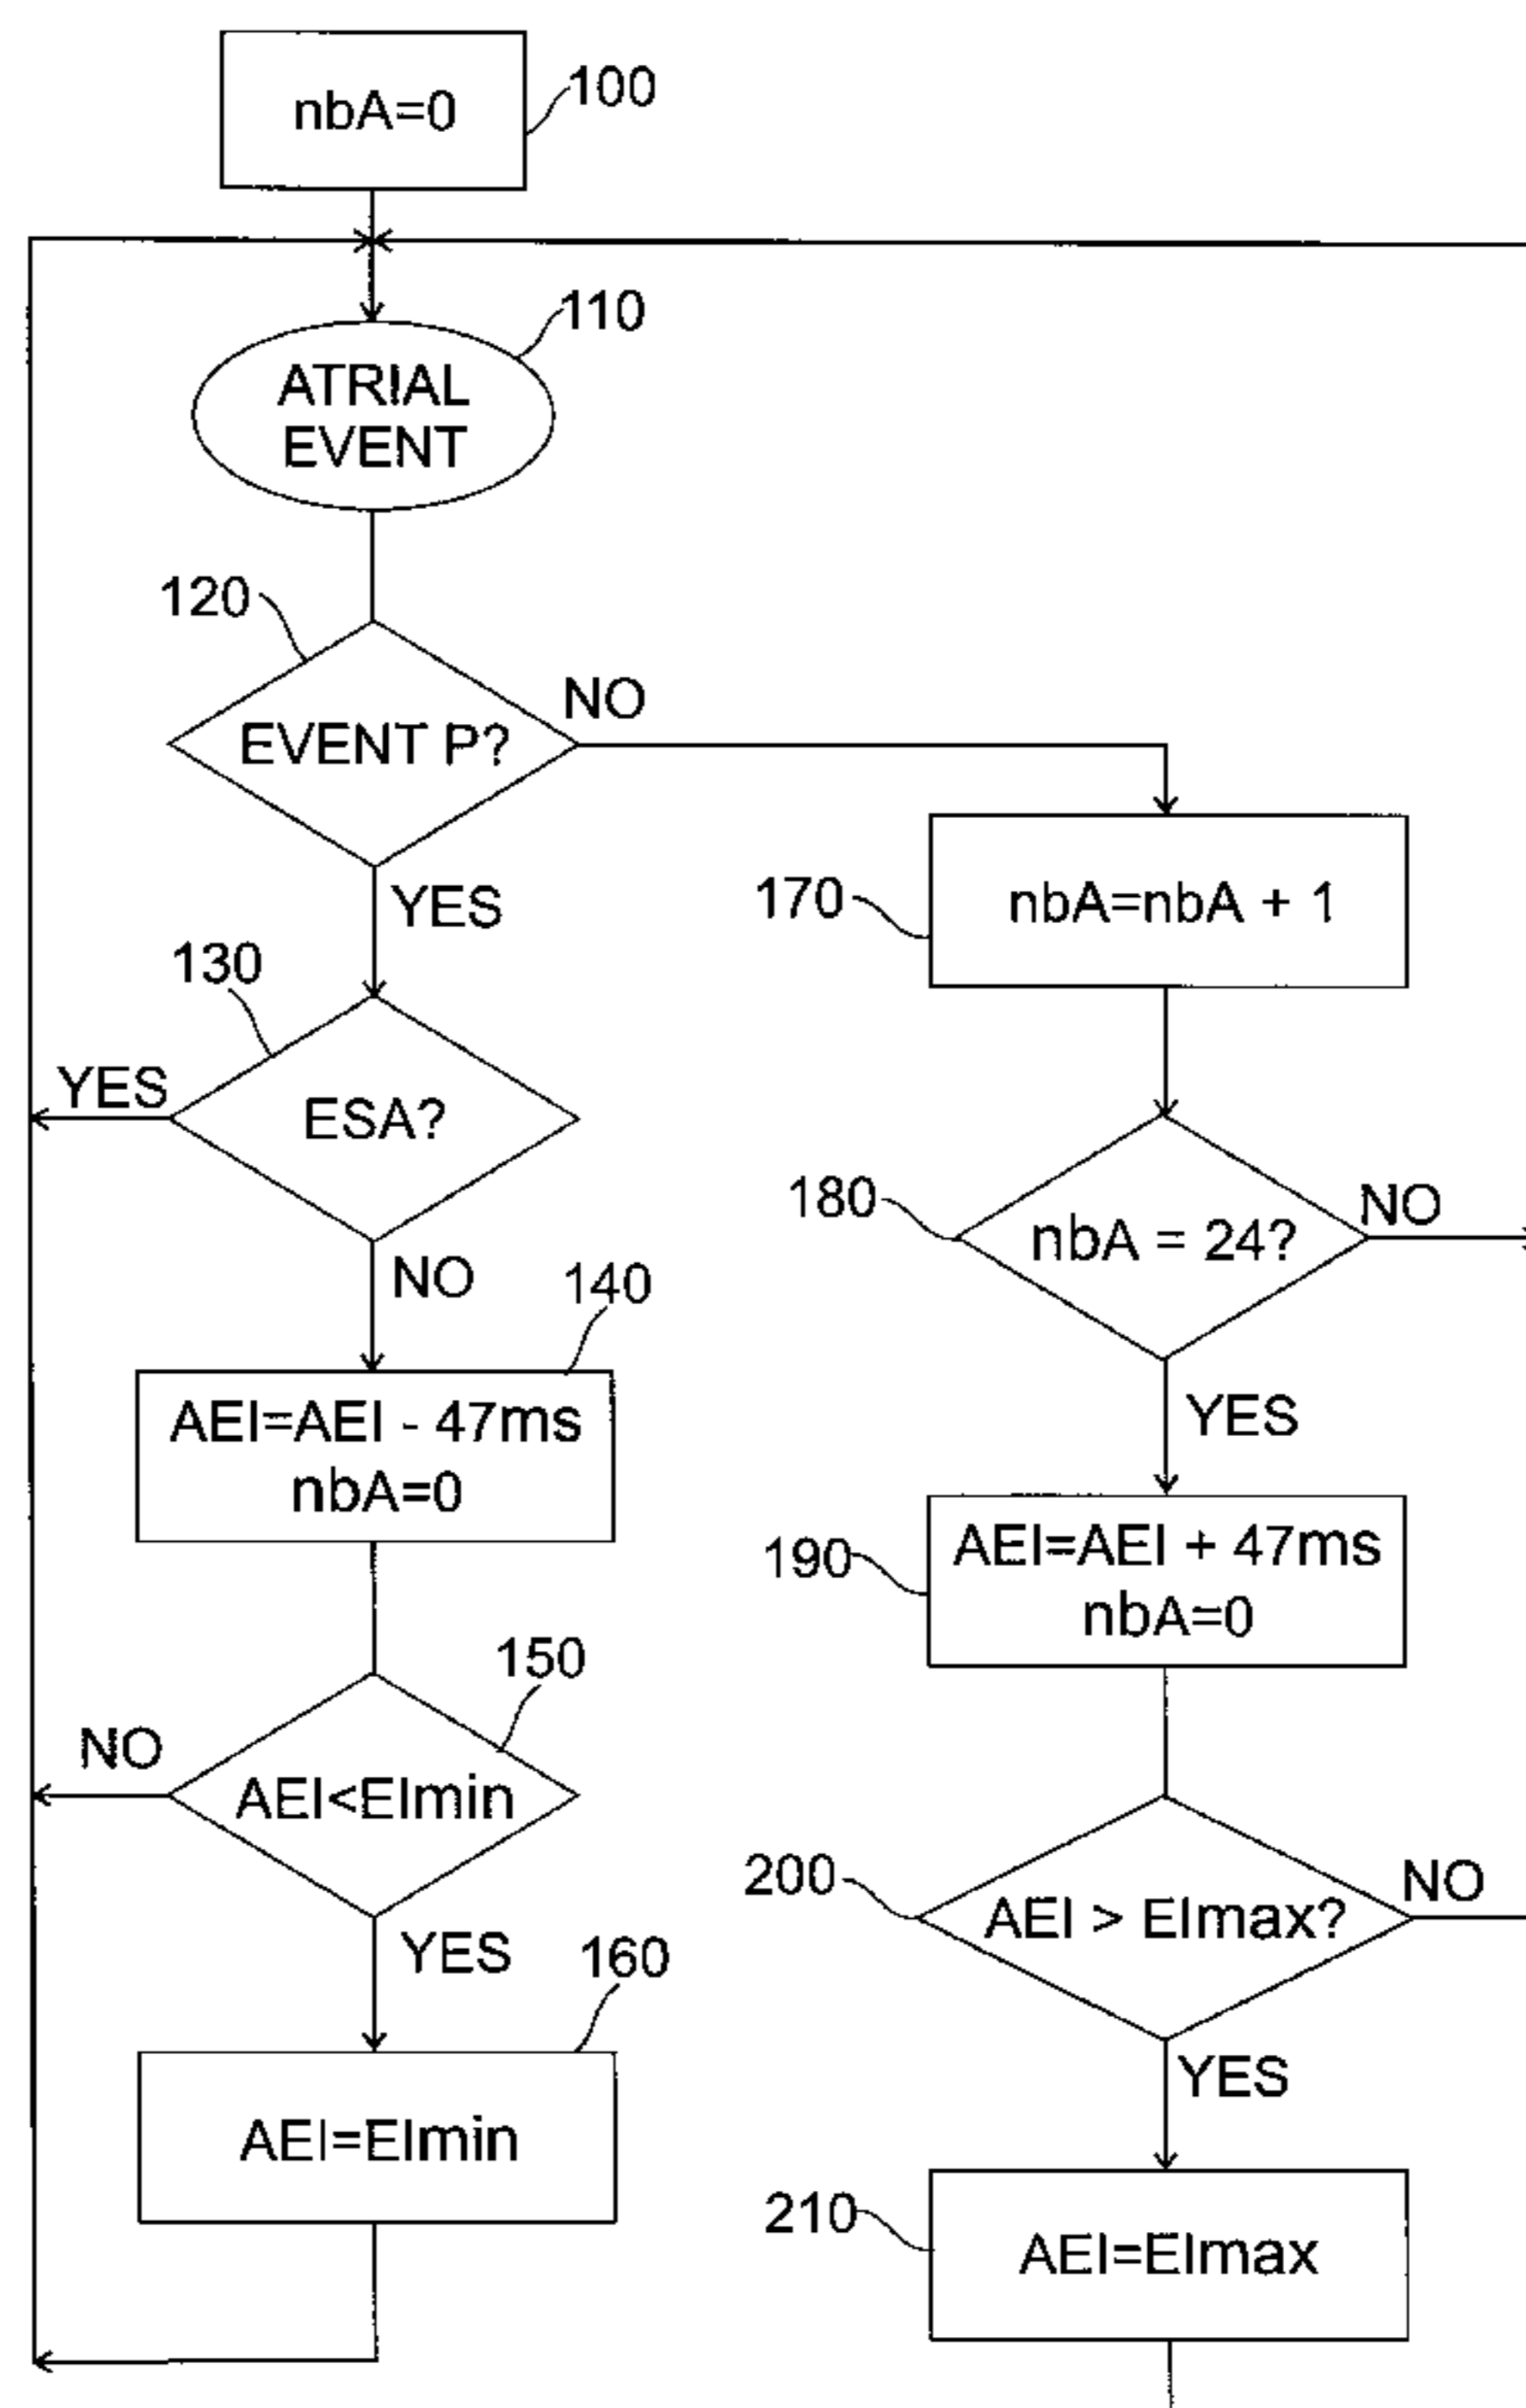 nbA=0
100
110
ATRIAL
EVENT
120
EVENT P?
NO
YES
170
nbA=nbA + 1
130
YES
ESA?
NO
180
nbA = 24?
NO
YES
140
AEI=AEI - 47ms
nbA=0
190
AEI=AEI + 47ms
nbA=0
150
NO
AEI<EImin
YES
200
AEI > EImax?
NO
YES
160
AEI=EImin
210
AEI=EImax